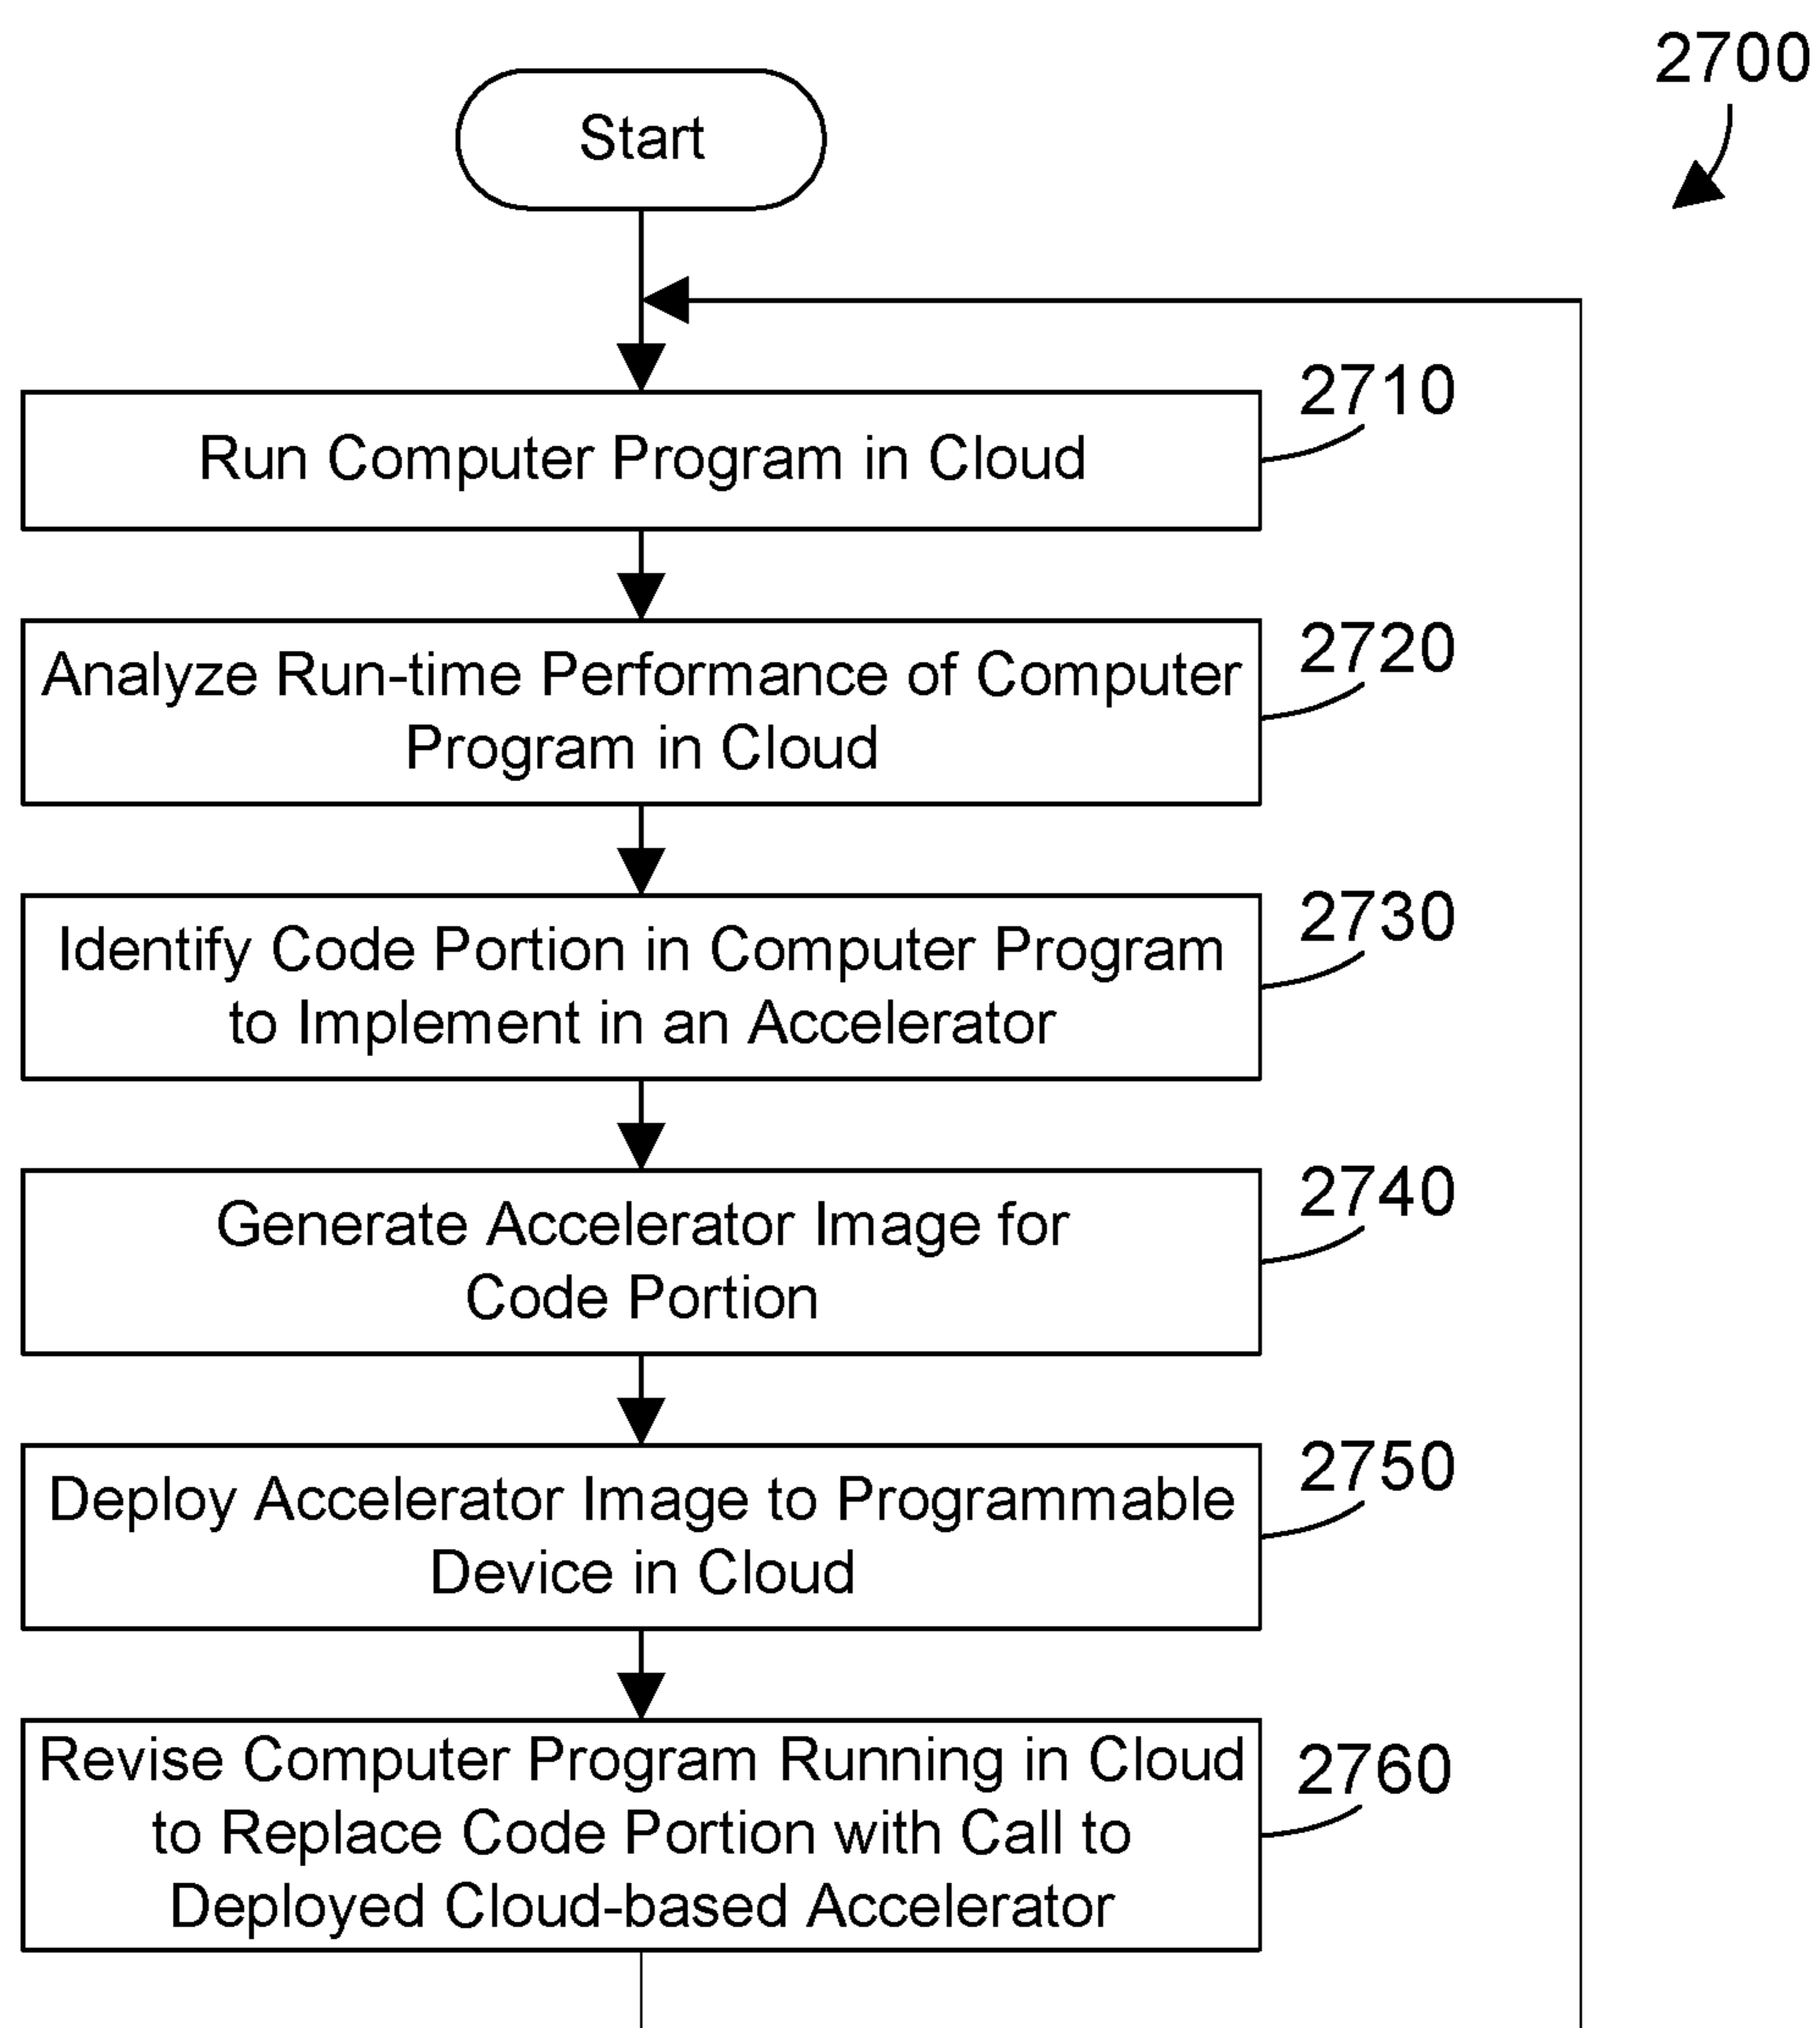 2700
Start
2710
Run Computer Program in Cloud
2720
Analyze Run-time Performance of Computer
Program in Cloud
2730
Identify Code Portion in Computer Program
to Implement in an Accelerator
2740
Generate Accelerator Image for
Code Portion
2750
Deploy Accelerator Image to Programmable
Device in Cloud
2760
Revise Computer Program Running in Cloud
to Replace Code Portion with Call to
Deployed Cloud-based Accelerator